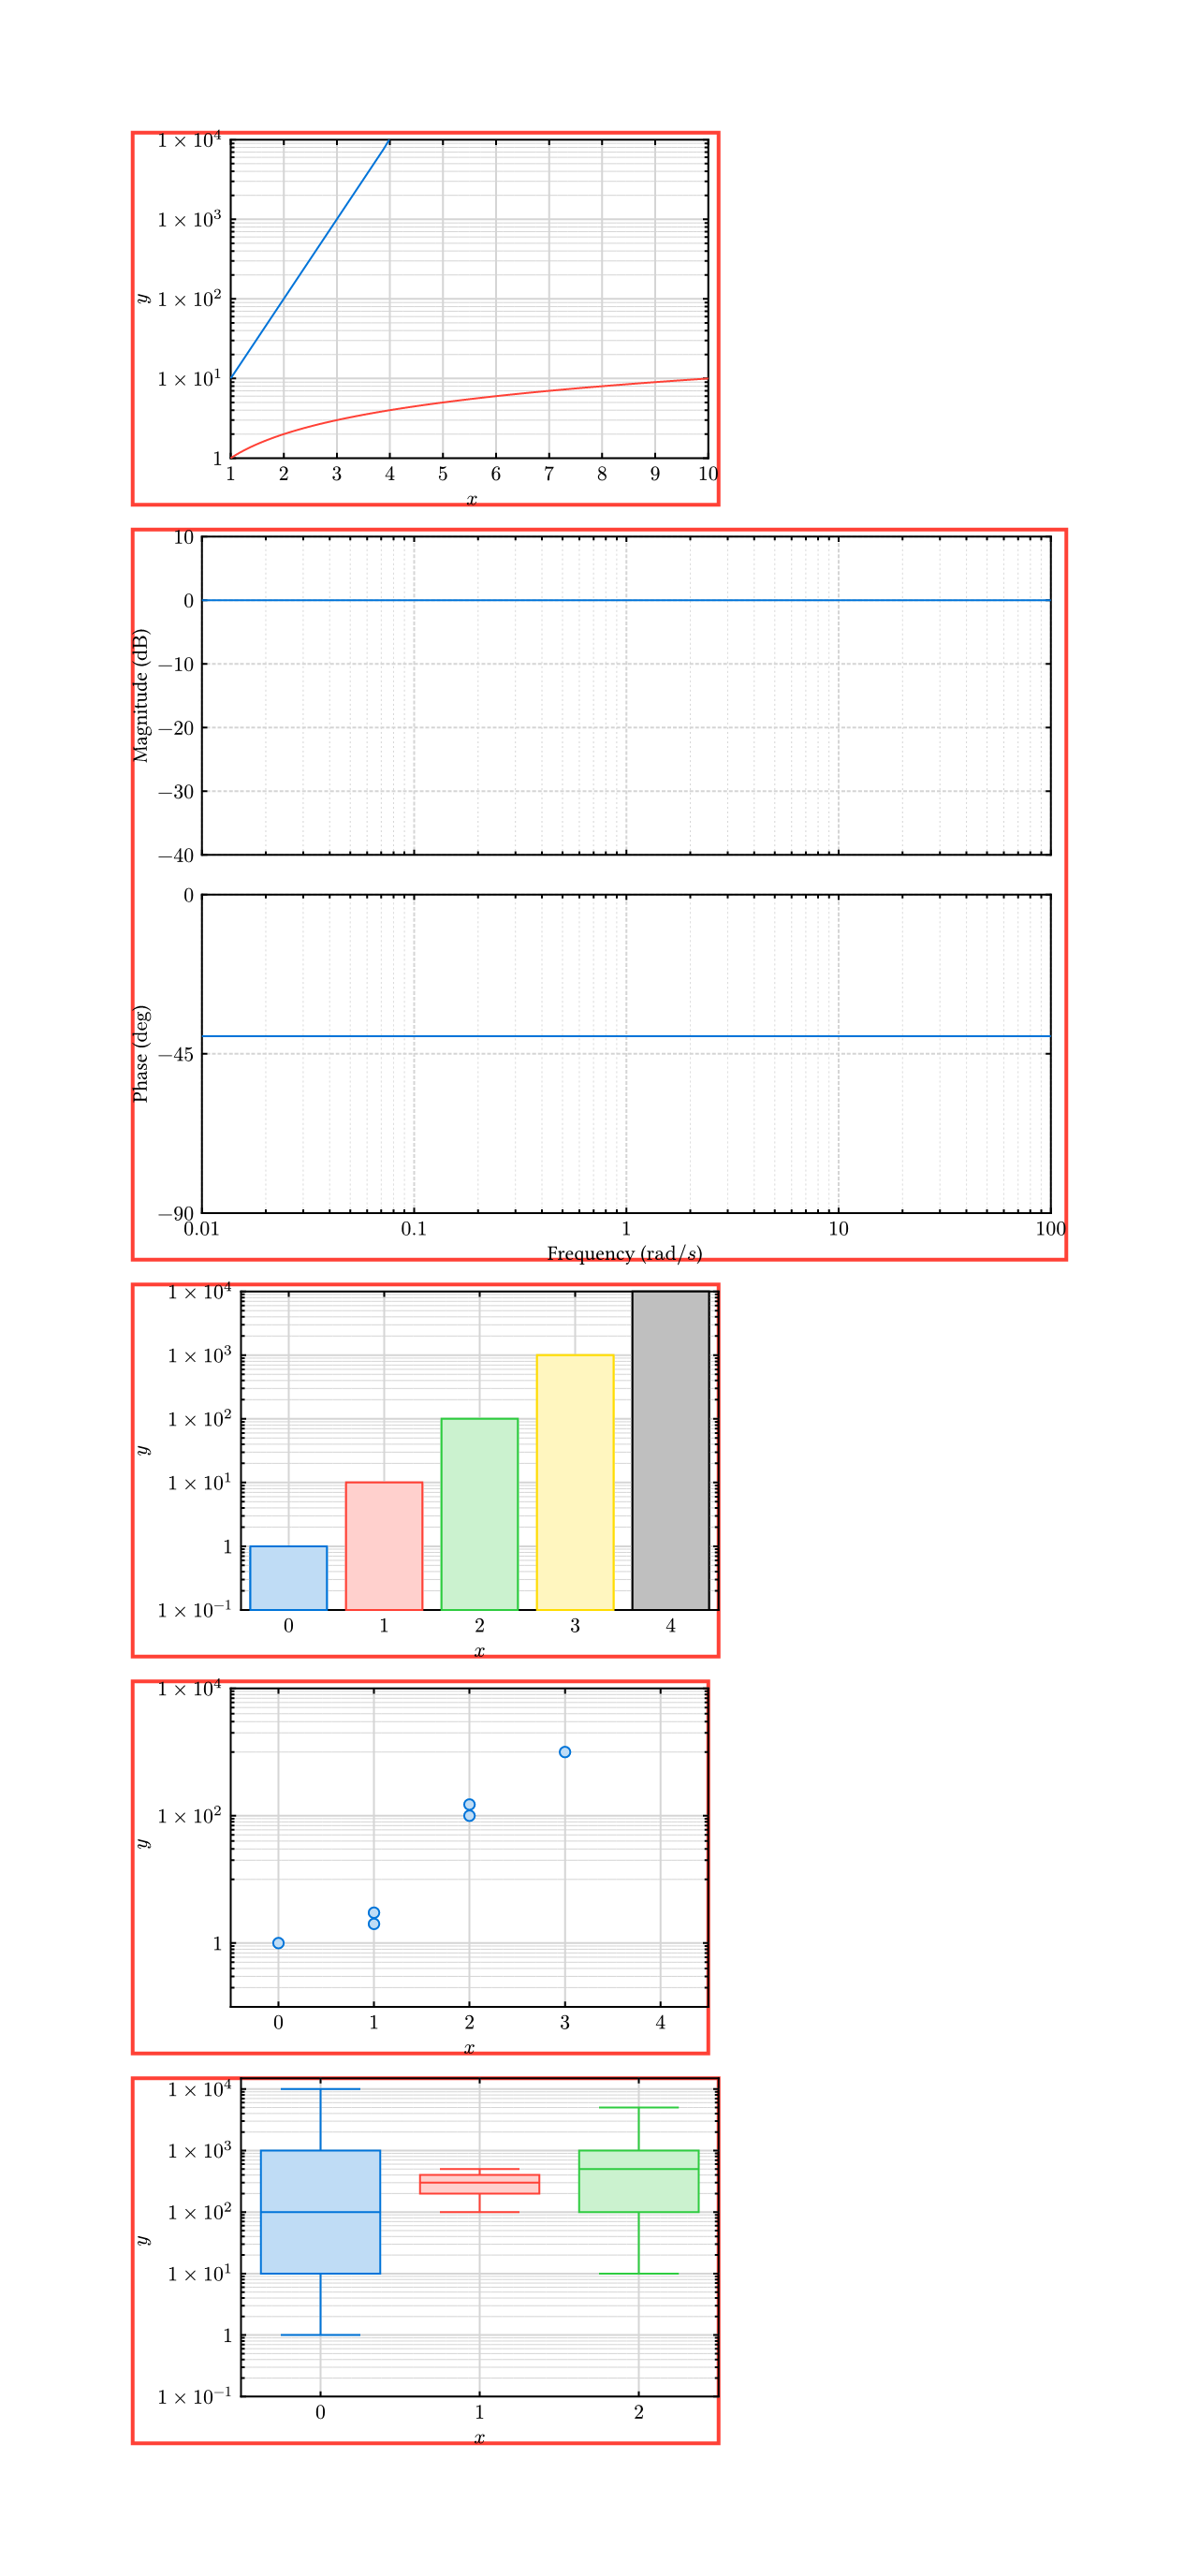 1 × 10⁴
1 × 10³
y 1 × 10²
1 × 10¹
1
1 2 3 4 5 6 7 8 9 10
x
10
0
−10
Magnitude (dB)
−20
−30
−40
0
Phase (deg)
−45
−90
0.01 0.1 1 10 100
Frequency (rad/s)
1 × 10⁴
1 × 10³
1 × 10²
y
1 × 10¹
1
1 × 10⁻¹
0 1 2 3 4
x
1 × 10⁴
1 × 10²
y
1
0 1 2 3 4
x
1 × 10⁴
1 × 10³
1 × 10²
y
1 × 10¹
1
1 × 10⁻¹
0 1 2
x